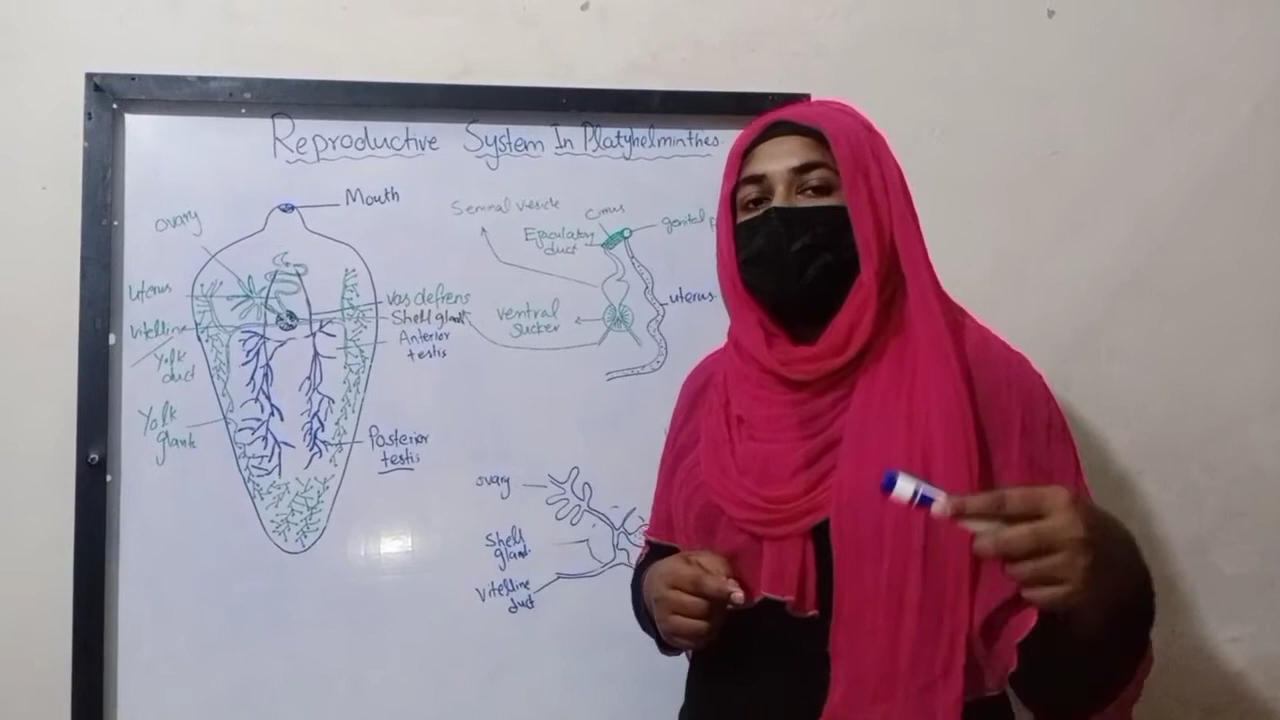 Reproductive System In Platyhelminthes.
Mouth
ovary
uterus
vitelline
Yolk
duct
Yolk
glants
vas defrens
Shell gland
Anterior
testis
Posterior
testis
Seminal vesicle
Cirrus
genital
Ejaculatory
duct
uterus
ventral
sucker
ovary
Shell
gland
vitelline
duct